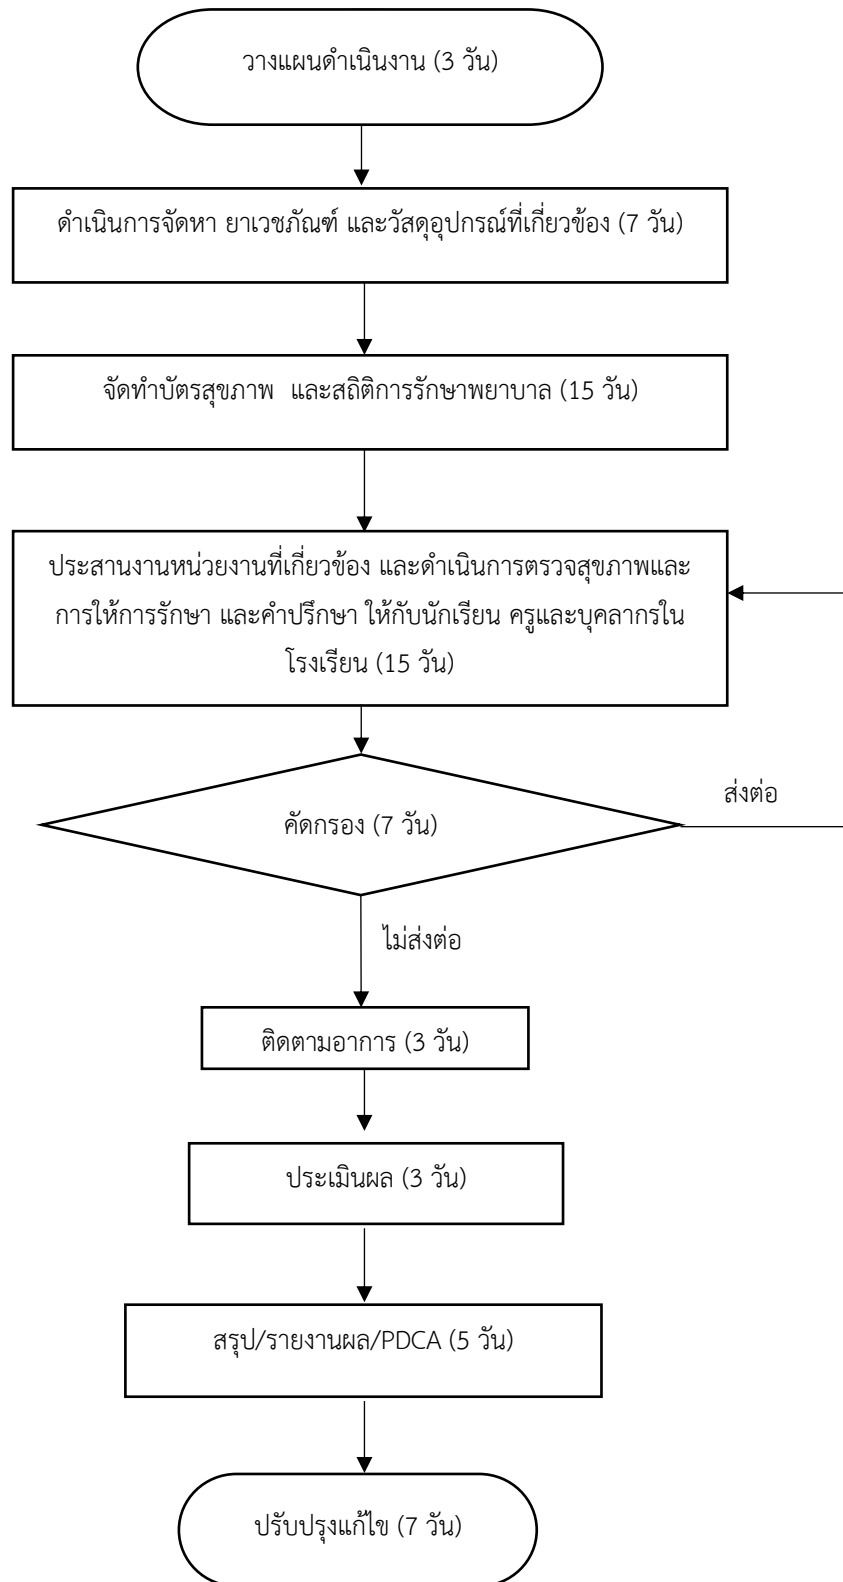 วางแผนดำเนินงาน (3 วัน)
ดำเนินการจัดหา ยาเวชภัณฑ์ และวัสดุอุปกรณ์ที่เกี่ยวข้อง (7 วัน)
จัดทำบัตรสุขภาพ และสถิติการรักษาพยาบาล (15 วัน)
ประสานงานหน่วยงานที่เกี่ยวข้อง และดำเนินการตรวจสุขภาพและ
การให้การรักษา และคำปรึกษา ให้กับนักเรียน ครูและบุคลากรใน
โรงเรียน (15 วัน)
ส่งต่อ
คัดกรอง (7 วัน)
ไม่ส่งต่อ
ติดตามอาการ (3 วัน)
ประเมินผล (3 วัน)
สรุป/รายงานผล/PDCA (5 วัน)
ปรับปรุงแก้ไข (7 วัน)